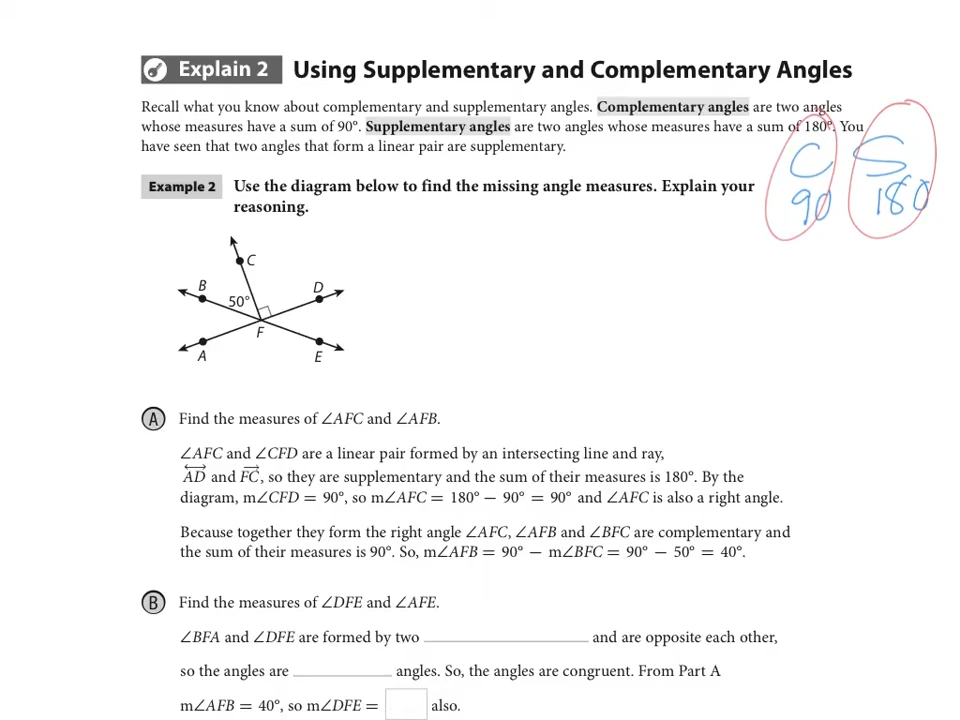 Explain 2 Using Supplementary and Complementary Angles
Recall what you know about complementary and supplementary angles. Complementary angles are two angles
whose measures have a sum of 90°. Supplementary angles are two angles whose measures have a sum of 180°. You
have seen that two angles that form a linear pair are supplementary.
C S
90 180
Example 2 Use the diagram below to find the missing angle measures. Explain your
reasoning.
C
B D
50°
F
A E
A Find the measures of ∠AFC and ∠AFB.
∠AFC and ∠CFD are a linear pair formed by an intersecting line and ray,
AD and FC, so they are supplementary and the sum of their measures is 180°. By the
diagram, m∠CFD = 90°, so m∠AFC = 180° − 90° = 90° and ∠AFC is also a right angle.
Because together they form the right angle ∠AFC, ∠AFB and ∠BFC are complementary and
the sum of their measures is 90°. So, m∠AFB = 90° − m∠BFC = 90° − 50° = 40°.
B Find the measures of ∠DFE and ∠AFE.
∠BFA and ∠DFE are formed by two and are opposite each other,
so the angles are angles. So, the angles are congruent. From Part A
m∠AFB = 40°, so m∠DFE = also.